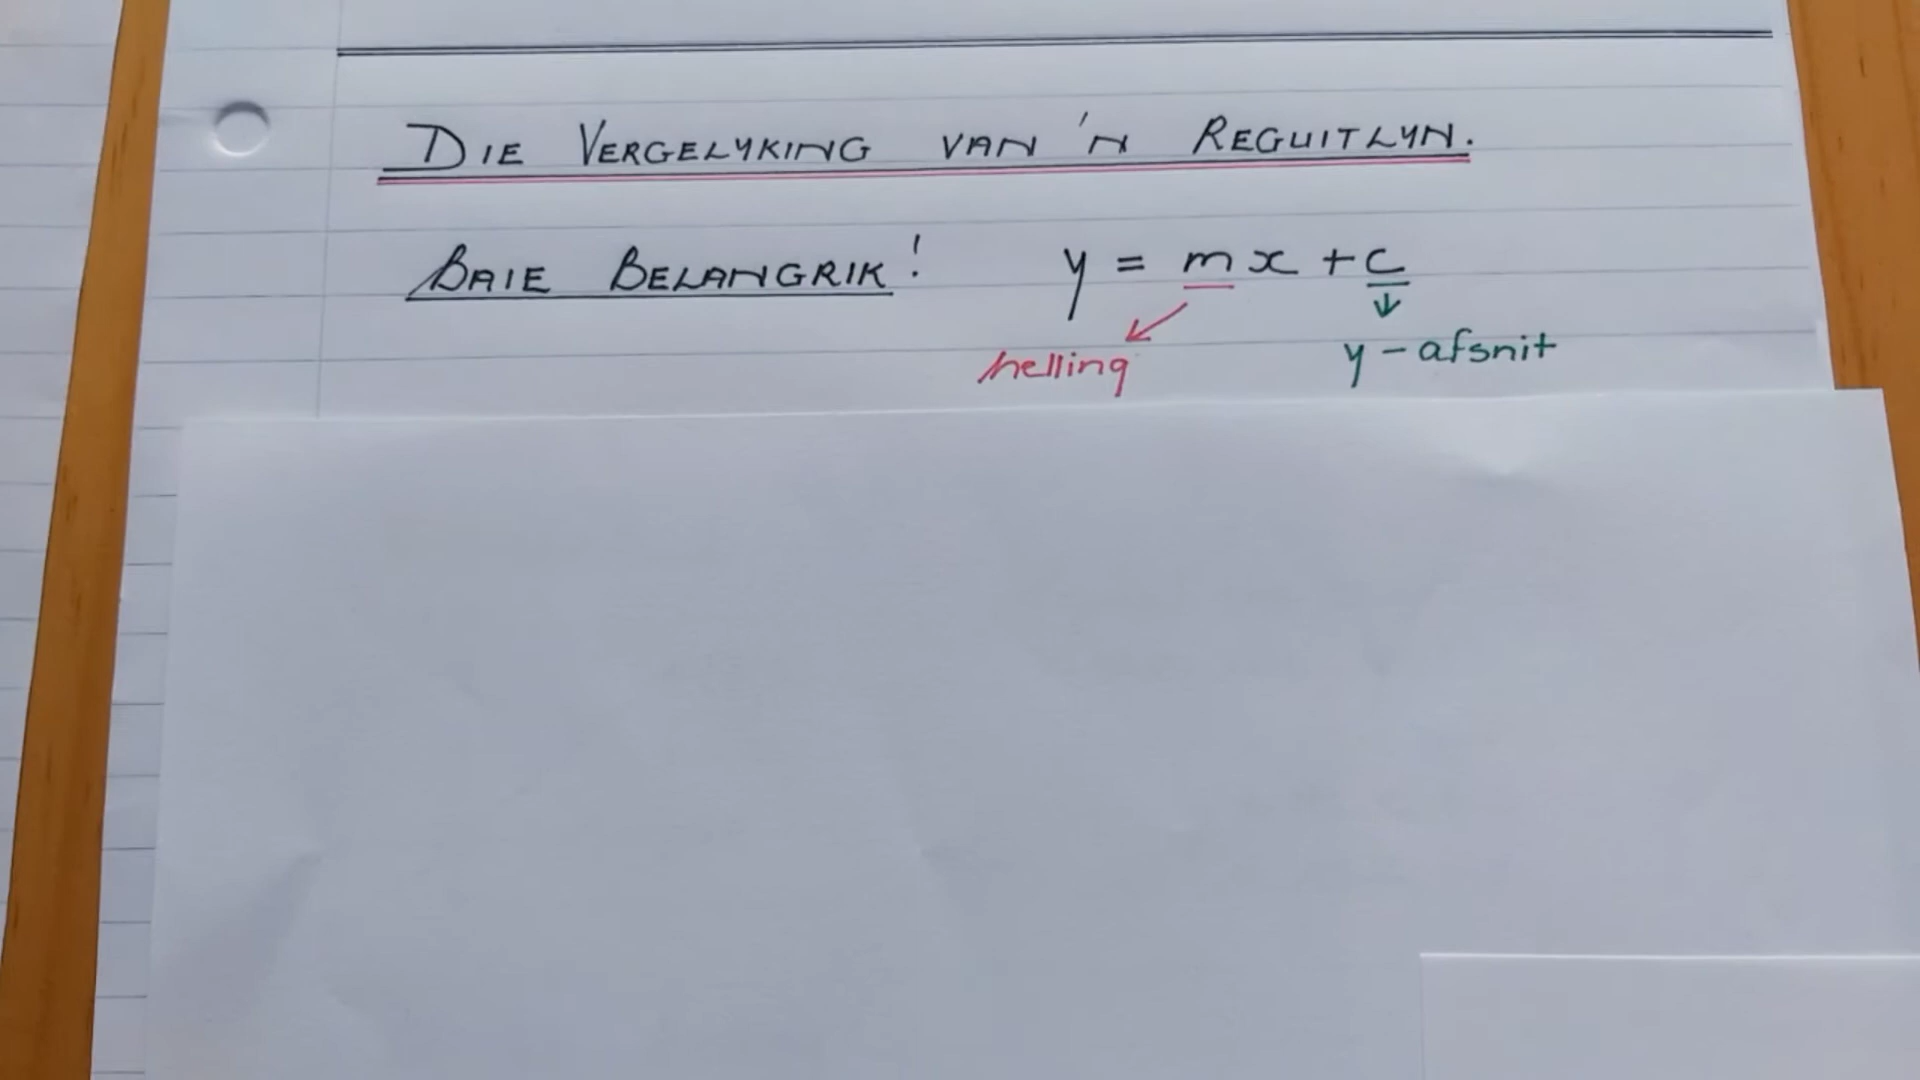 DIE VERGELYKING VAN 'N REGUITLYN.
BAIE BELANGRIK! y = mx + c
helling y - afsnit